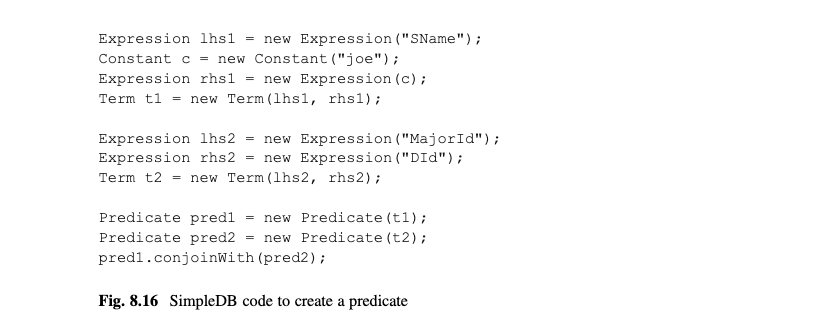 Expression lhs1 = new Expression("SName");
Constant c = new Constant("joe");
Expression rhs1 = new Expression(c);
Term t1 = new Term(lhs1, rhs1);
Expression lhs2 = new Expression("MajorId");
Expression rhs2 = new Expression("DId");
Term t2 = new Term(lhs2, rhs2);
Predicate pred1 = new Predicate(t1);
Predicate pred2 = new Predicate(t2);
pred1.conjoinWith(pred2);
Fig. 8.16 SimpleDB code to create a predicate